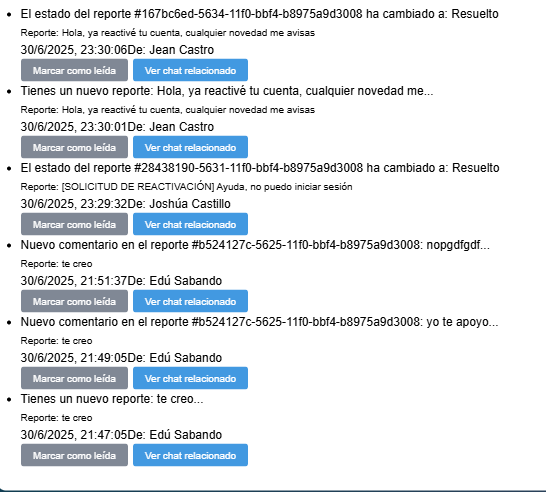 El estado del reporte #167bc6ed-5634-11f0-bbf4-b8975a9d3008 ha cambiado a: Resuelto
Reporte: Hola, ya reactivé tu cuenta, cualquier novedad me avisas
30/6/2025, 23:30:06De: Jean Castro
Marcar como leída Ver chat relacionado
Tienes un nuevo reporte: Hola, ya reactivé tu cuenta, cualquier novedad me...
Reporte: Hola, ya reactivé tu cuenta, cualquier novedad me avisas
30/6/2025, 23:30:01De: Jean Castro
Marcar como leída Ver chat relacionado
El estado del reporte #28438190-5631-11f0-bbf4-b8975a9d3008 ha cambiado a: Resuelto
Reporte: [SOLICITUD DE REACTIVACIÓN] Ayuda, no puedo iniciar sesión
30/6/2025, 23:29:32De: Joshúa Castillo
Marcar como leída Ver chat relacionado
Nuevo comentario en el reporte #b524127c-5625-11f0-bbf4-b8975a9d3008: nopgdfgdf...
Reporte: te creo
30/6/2025, 21:51:37De: Edú Sabando
Marcar como leída Ver chat relacionado
Nuevo comentario en el reporte #b524127c-5625-11f0-bbf4-b8975a9d3008: yo te apoyo...
Reporte: te creo
30/6/2025, 21:49:05De: Edú Sabando
Marcar como leída Ver chat relacionado
Tienes un nuevo reporte: te creo...
Reporte: te creo
30/6/2025, 21:47:05De: Edú Sabando
Marcar como leída Ver chat relacionado